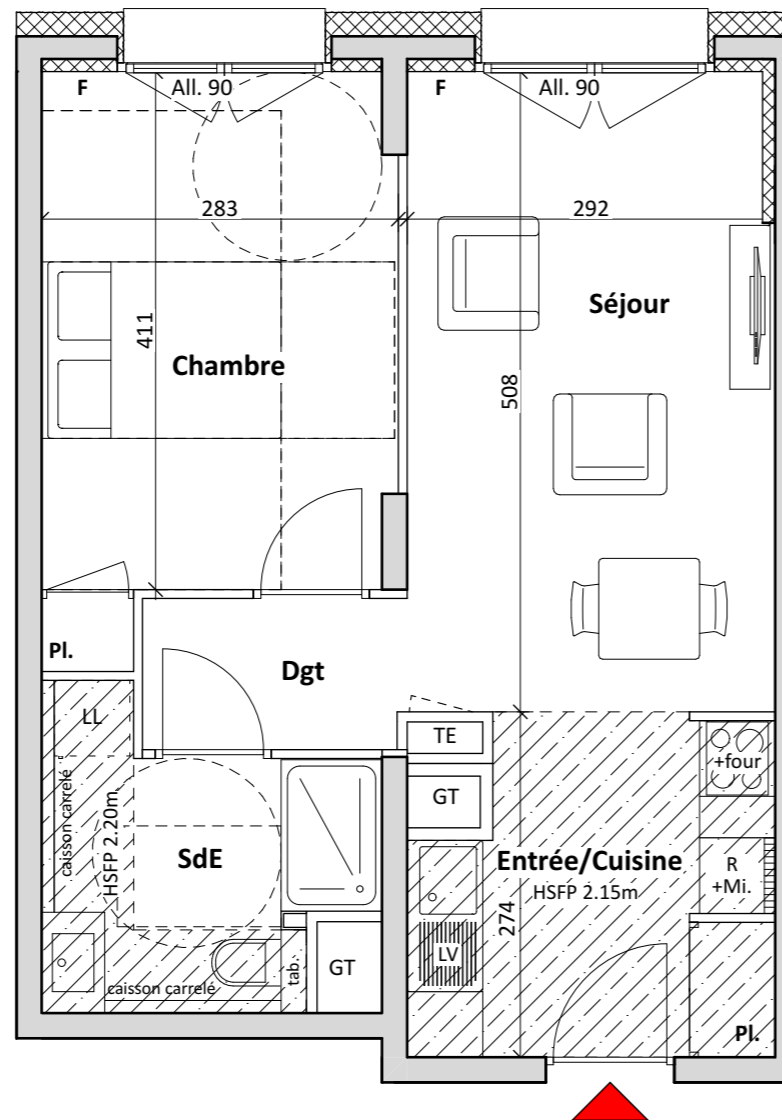 F
All. 90
F
All. 90
283
292
Séjour
411
Chambre
508
Pl.
Dgt
LL
TE
+four
caisson carrelé
HSFP 2.20m
GT
SdE
Entrée/Cuisine
HSFP 2.15m
R
+Mi.
274
LV
tab.
GT
caisson carrelé
Pl.